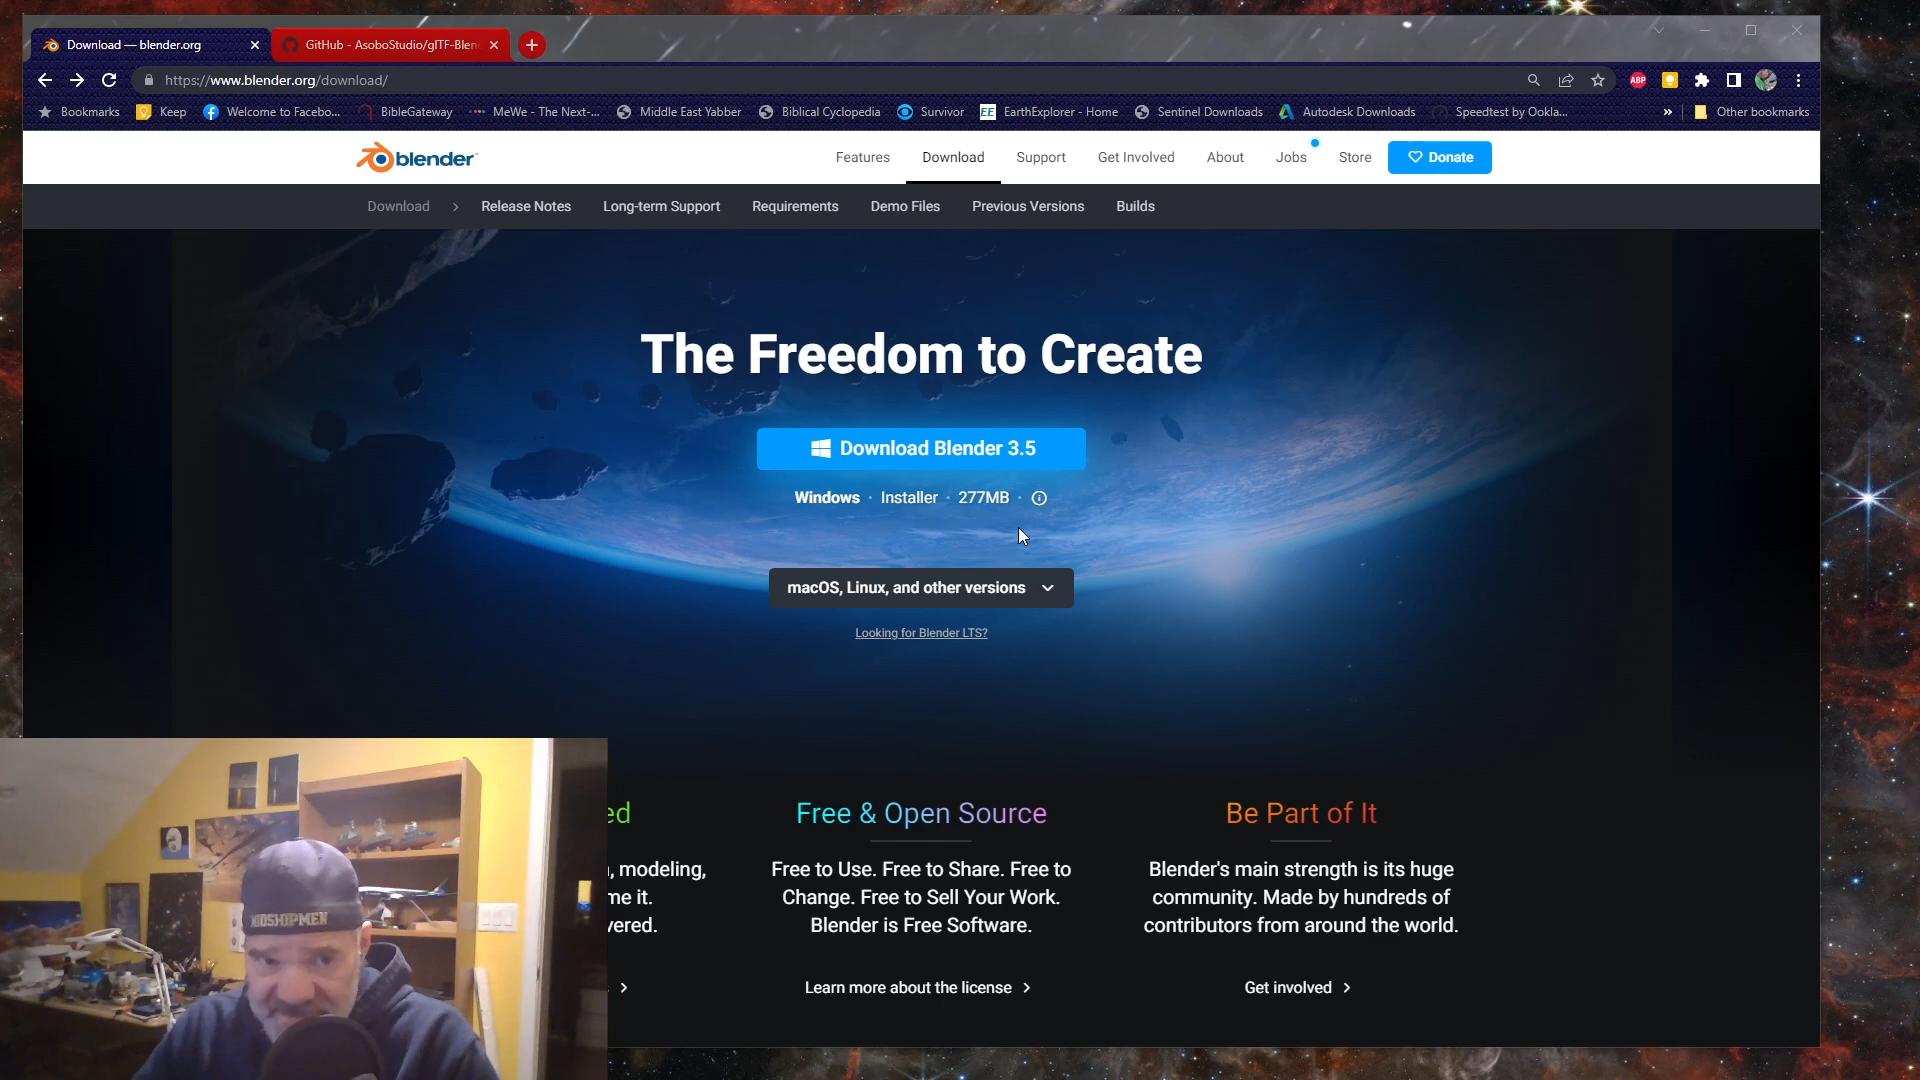 Download — blender.org
GitHub - AsoboStudio/glTF-Blen
https://www.blender.org/download/
ABP
Bookmarks
Keep
Welcome to Facebo...
BibleGateway
MeWe - The Next-...
Middle East Yabber
Biblical Cyclopedia
Survivor
EE
EarthExplorer - Home
Sentinel Downloads
Autodesk Downloads
Speedtest by Ookla...
»
Other bookmarks
blender
Features
Download
Support
Get Involved
About
Jobs
Store
Donate
Download
Release Notes
Long-term Support
Requirements
Demo Files
Previous Versions
Builds
The Freedom to Create
Download Blender 3.5
Windows · Installer · 277MB ·
macOS, Linux, and other versions
Looking for Blender LTS?
ed
, modeling,
me it.
vered.
Free & Open Source
Free to Use. Free to Share. Free to
Change. Free to Sell Your Work.
Blender is Free Software.
Learn more about the license
Be Part of It
Blender's main strength is its huge
community. Made by hundreds of
contributors from around the world.
Get involved
MIDSHIPMEN